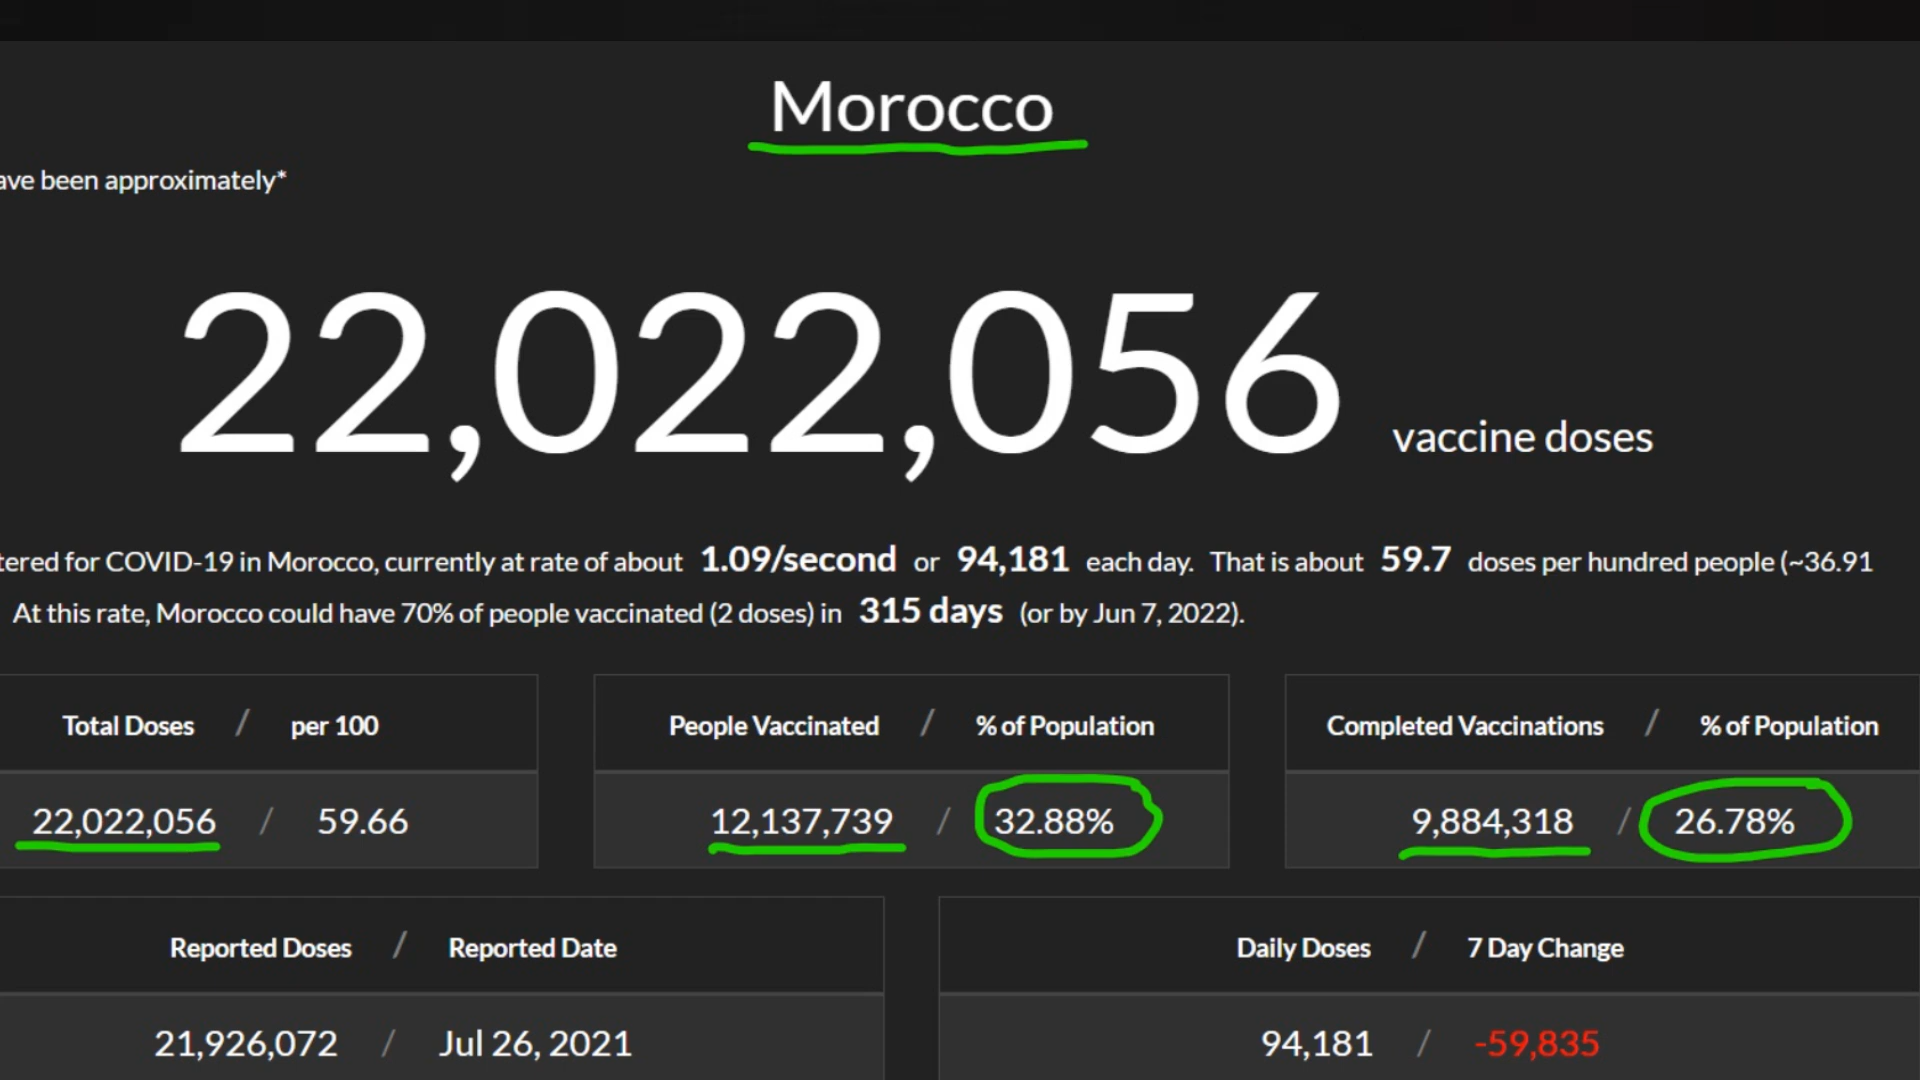 Morocco
ave been approximately*
22,022,056 vaccine doses
tered for COVID-19 in Morocco, currently at rate of about 1.09/second or 94,181 each day. That is about 59.7 doses per hundred people (~36.91
At this rate, Morocco could have 70% of people vaccinated (2 doses) in 315 days (or by Jun 7, 2022).
Total Doses / per 100
22,022,056 / 59.66
People Vaccinated / % of Population
12,137,739 / 32.88%
Completed Vaccinations / % of Population
9,884,318 / 26.78%
Reported Doses / Reported Date
21,926,072 / Jul 26, 2021
Daily Doses / 7 Day Change
94,181 / -59,835